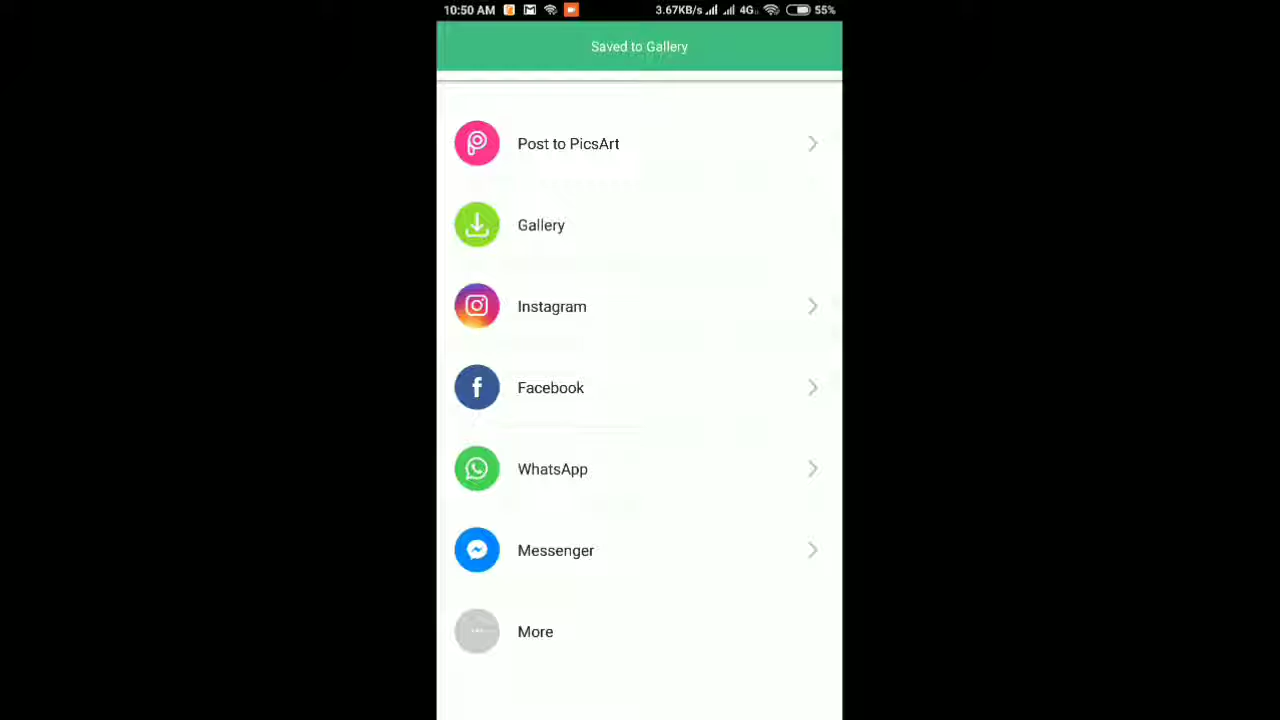 10:50 AM 3.67KB/s 4G 55%
Saved to Gallery
Post to PicsArt
Gallery
Instagram
Facebook
WhatsApp
Messenger
More